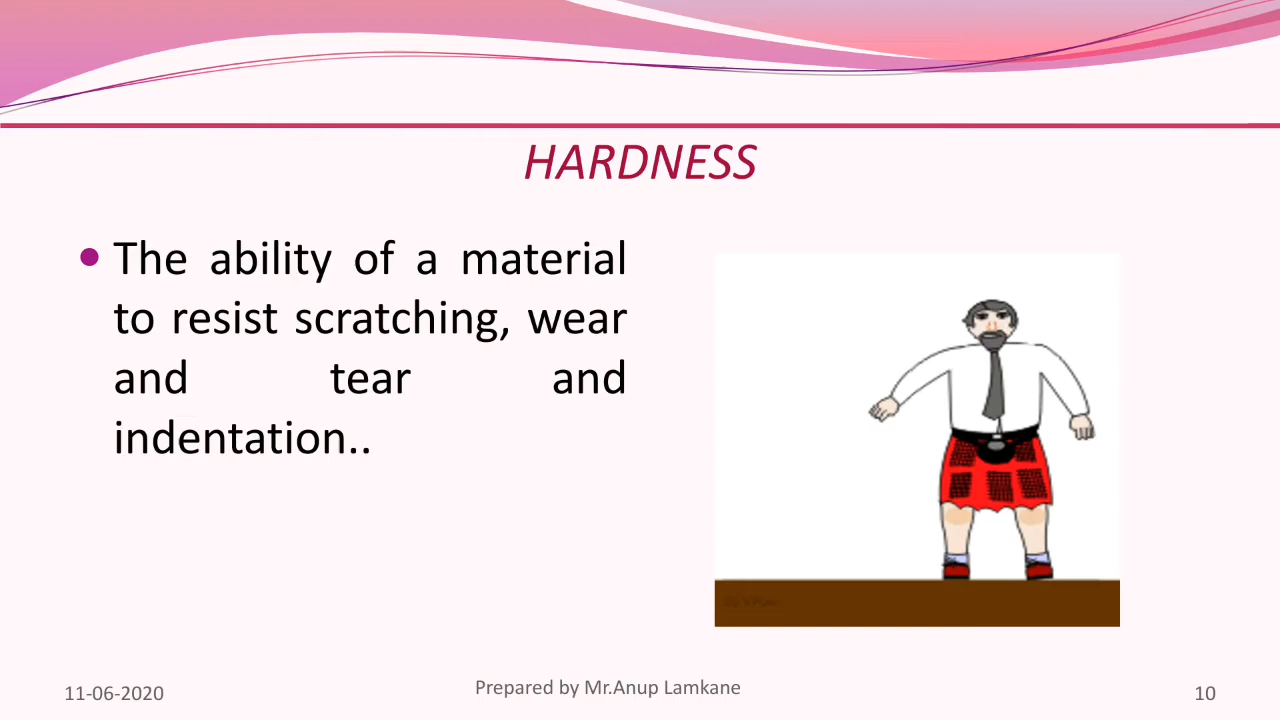 HARDNESS
The ability of a material
to resist scratching, wear
and tear and
indentation..
11-06-2020
Prepared by Mr.Anup Lamkane
10